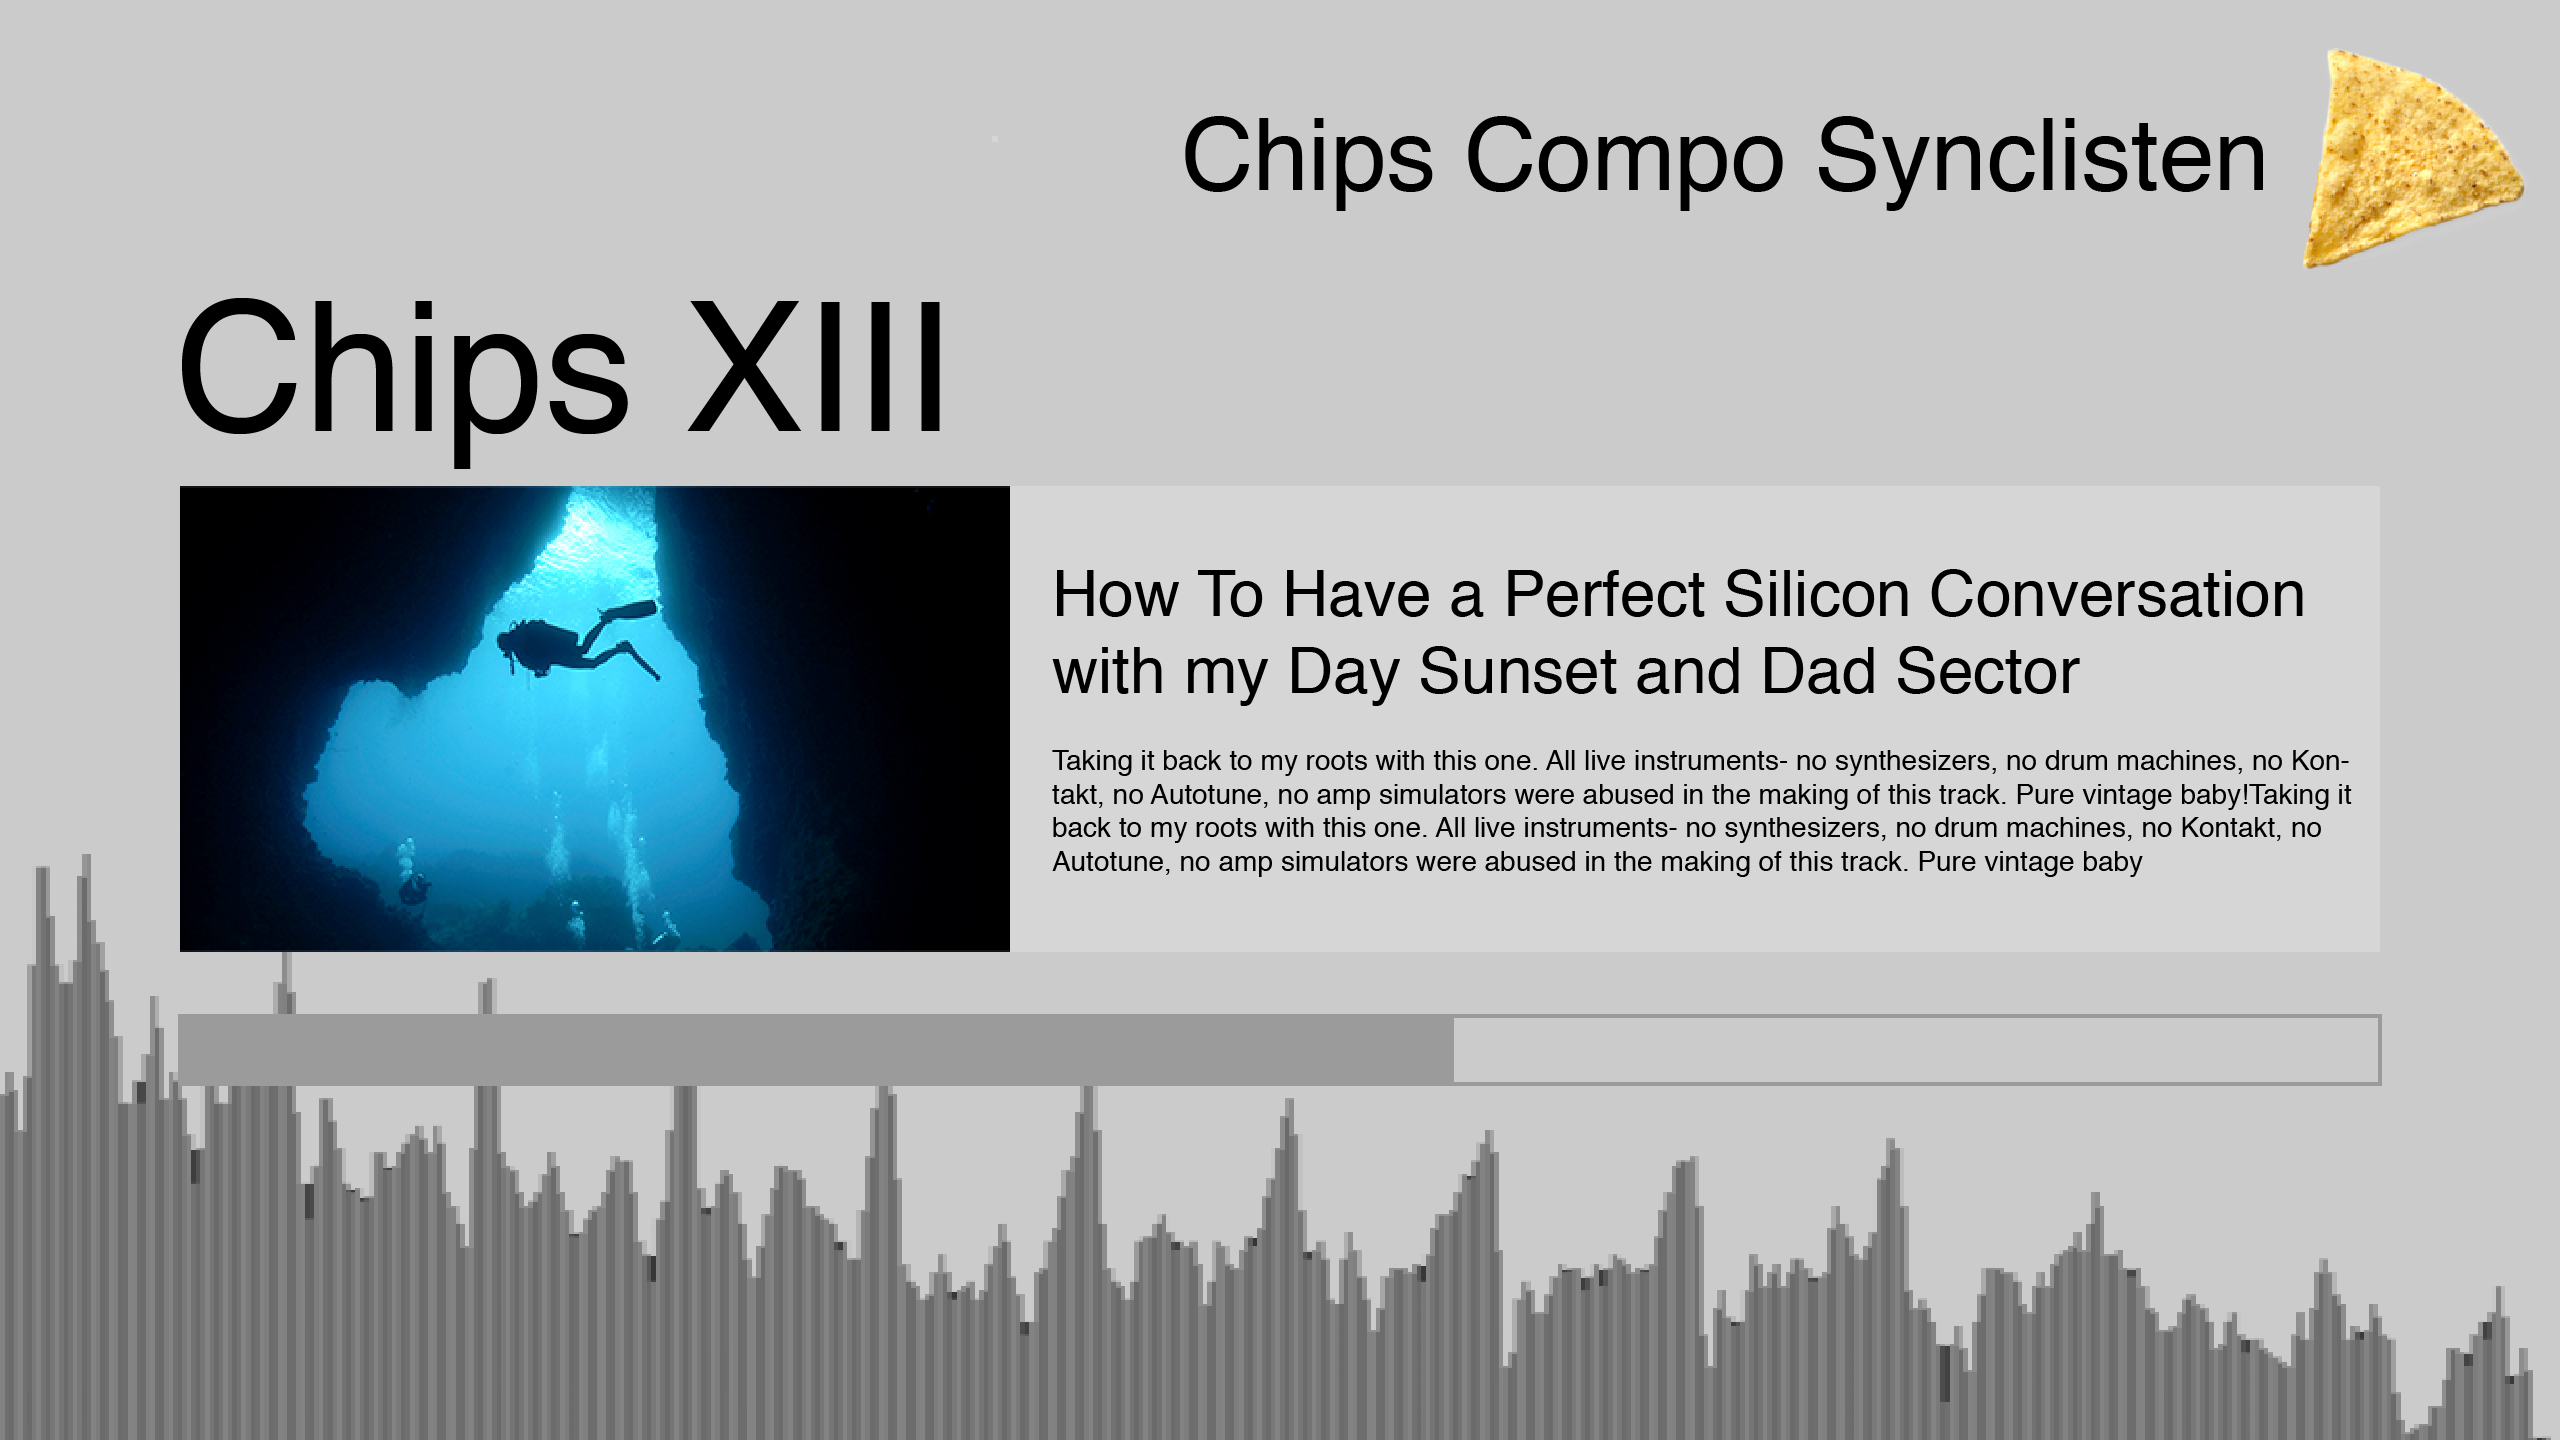 Chips Compo Synclisten
Chips XIII
How To Have a Perfect Silicon Conversation
with my Day Sunset and Dad Sector
Taking it back to my roots with this one. All live instruments- no synthesizers, no drum machines, no Kon-
takt, no Autotune, no amp simulators were abused in the making of this track. Pure vintage baby!Taking it
back to my roots with this one. All live instruments- no synthesizers, no drum machines, no Kontakt, no
Autotune, no amp simulators were abused in the making of this track. Pure vintage baby